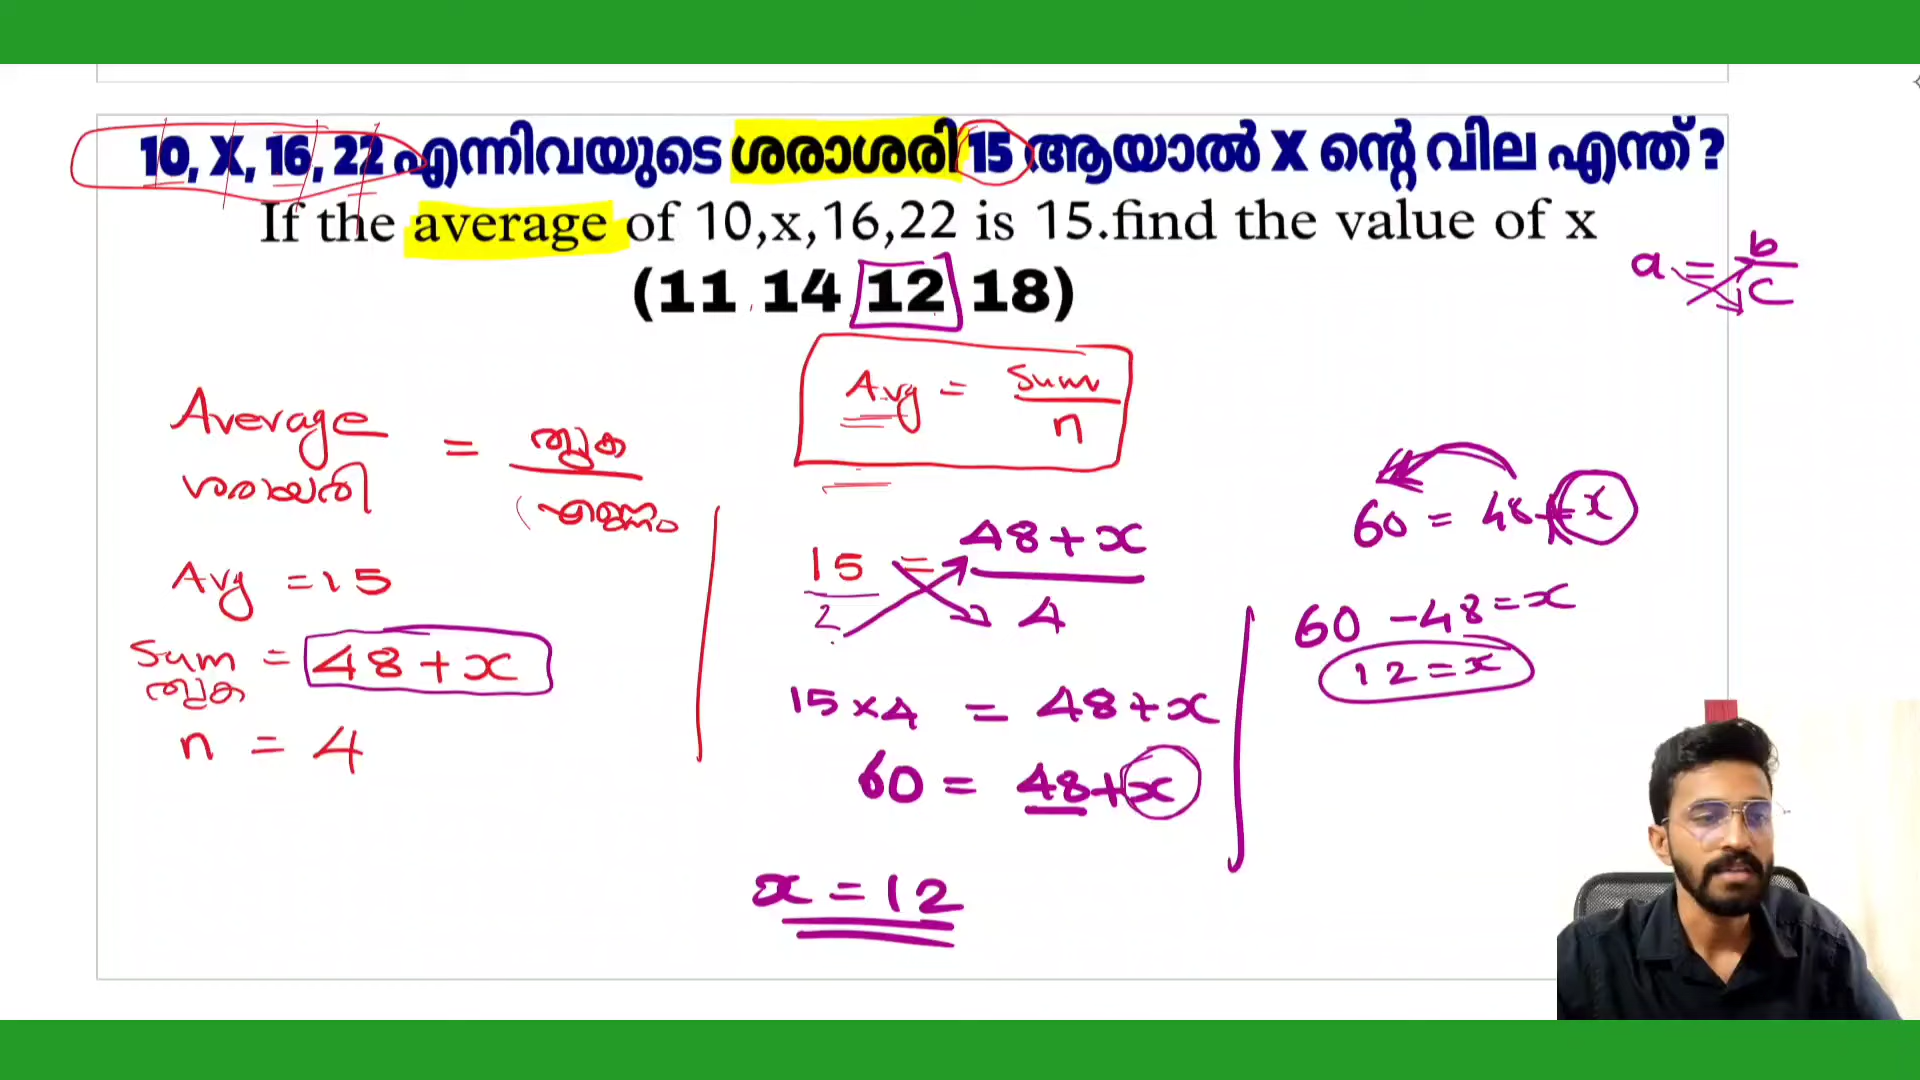 10, X, 16, 22 എന്നിവയുടെ ശരാശരി 15 ആയാൽ X ന്റെ വില എന്ത് ?
If the average of 10,x,16,22 is 15.find the value of x
(11 14 12 18)
a = b/c
Avg = Sum/n
Average
ശരാശരി
= തുക/എണ്ണം
Avg = 15
Sum = 48+x
തുക
n = 4
15 = 48+x
2 4
15×4 = 48+x
60 = 48+x
x = 12
60 = 48+x
60 -48=x
12=x